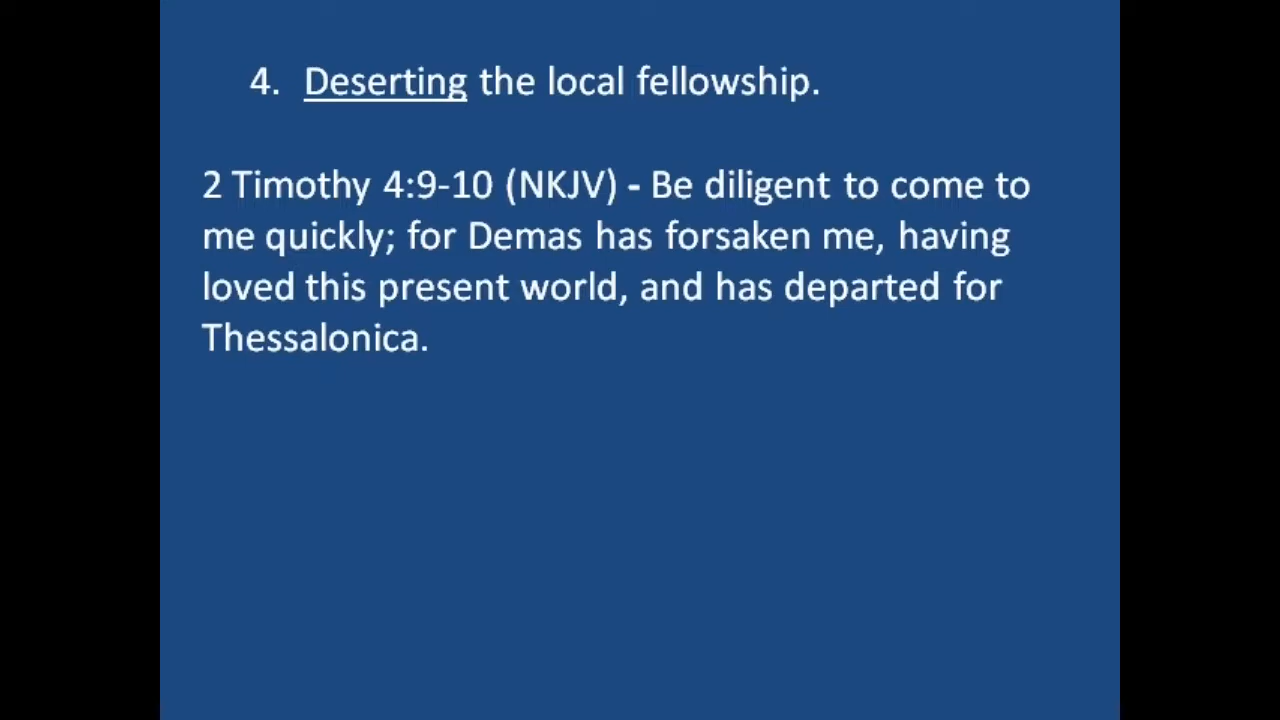 4. Deserting the local fellowship.
2 Timothy 4:9-10 (NKJV) - Be diligent to come to
me quickly; for Demas has forsaken me, having
loved this present world, and has departed for
Thessalonica.